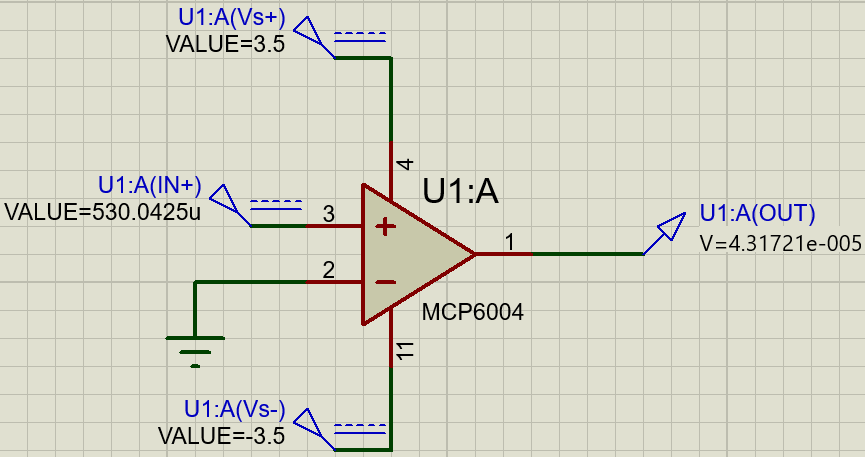 U1:A(Vs+)
VALUE=3.5
4
U1:A(IN+)
VALUE=530.0425u
3
U1:A
+
1
U1:A(OUT)
V=4.31721e-005
2
−
MCP6004
11
U1:A(Vs-)
VALUE=-3.5